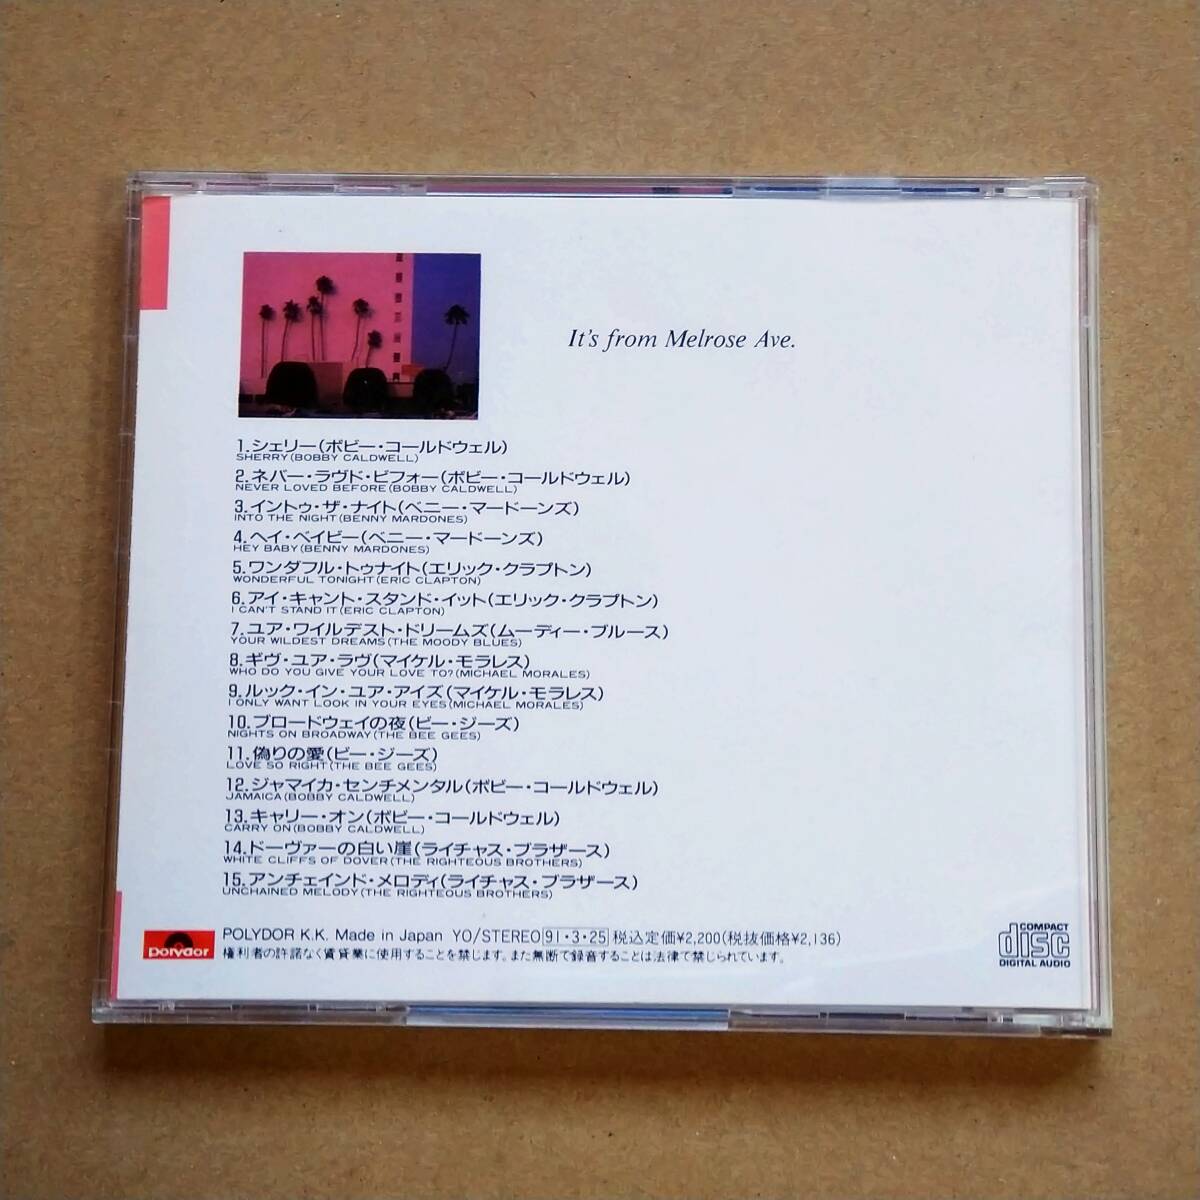 It's from Melrose Ave.
1.シェリー(ボビー・コールドウェル)
SHERRY(BOBBY CALDWELL)
2.ネバー・ラヴド・ビフォー(ボビー・コールドウェル)
NEVER LOVED BEFORE(BOBBY CALDWELL)
3.イントゥ・ザ・ナイト(ベニー・マードーンズ)
INTO THE NIGHT(BENNY MARDONES)
4.ヘイ・ベイビー(ベニー・マードーンズ)
HEY BABY(BENNY MARDONES)
5.ワンダフル・トゥナイト(エリック・クラプトン)
WONDERFUL TONIGHT(ERIC CLAPTON)
6.アイ・キャント・スタンド・イット(エリック・クラプトン)
I CAN'T STAND IT(ERIC CLAPTON)
7.ユア・ワイルデスト・ドリームズ(ムーディー・ブルース)
YOUR WILDEST DREAMS(THE MOODY BLUES)
8.ギヴ・ユア・ラヴ(マイケル・モラレス)
WHO DO YOU GIVE YOUR LOVE TO?(MICHAEL MORALES)
9.ルック・イン・ユア・アイズ(マイケル・モラレス)
I ONLY WANT LOOK IN YOUR EYES(MICHAEL MORALES)
10.ブロードウェイの夜(ビー・ジーズ)
NIGHTS ON BROADWAY(THE BEE GEES)
11.偽りの愛(ビー・ジーズ)
LOVE SO RIGHT(THE BEE GEES)
12.ジャマイカ・センチメンタル(ボビー・コールドウェル)
JAMAICA(BOBBY CALDWELL)
13.キャリー・オン(ボビー・コールドウェル)
CARRY ON(BOBBY CALDWELL)
14.ドーヴァーの白い崖(ライチャス・ブラザース)
WHITE CLIFFS OF DOVER(THE RIGHTEOUS BROTHERS)
15.アンチェインド・メロディ(ライチャス・ブラザース)
UNCHAINED MELODY(THE RIGHTEOUS BROTHERS)
polydor
POLYDOR K.K. Made in Japan YO/STEREO 91・3・25 税込定価¥2,200(税抜価格¥2,136)
権利者の許諾なく賃貸業に使用することを禁じます。また無断で録音することは法律で禁じられています。
COMPACT
disc
DIGITAL AUDIO